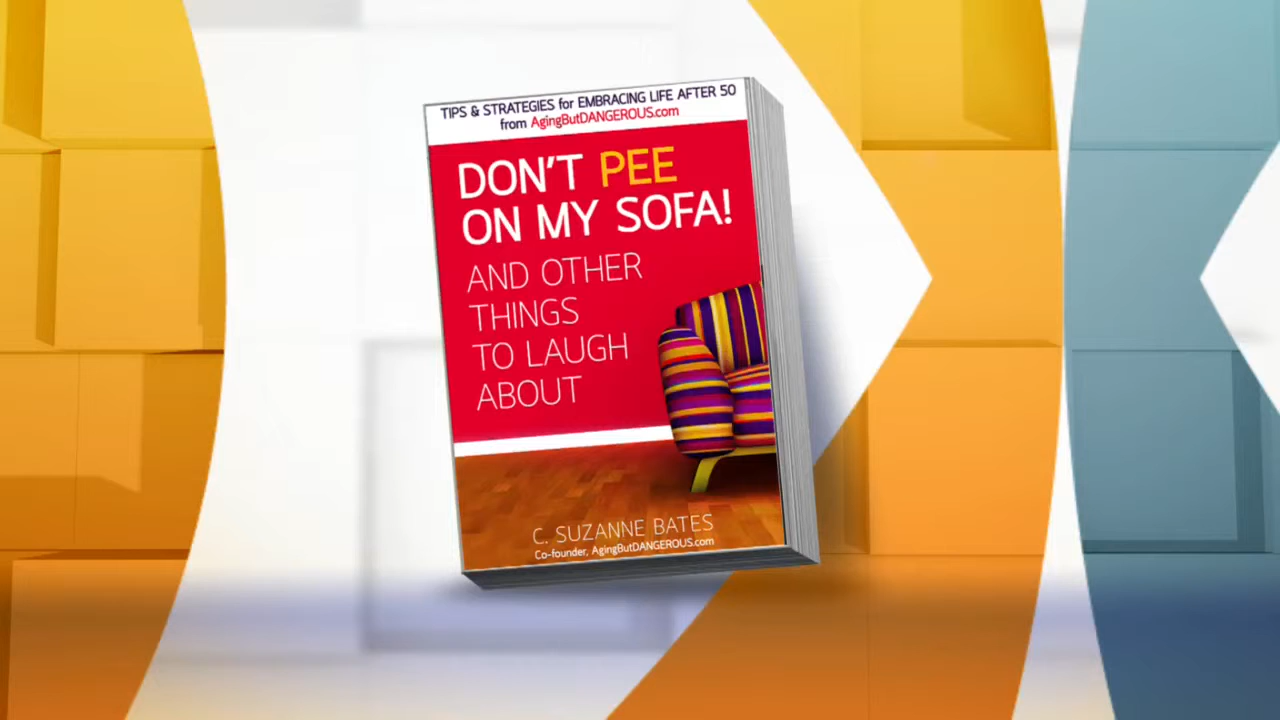 TIPS & STRATEGIES for EMBRACING LIFE AFTER 50
from AgingButDANGEROUS.com
DON'T PEE
ON MY SOFA!
AND OTHER
THINGS
TO LAUGH
ABOUT
C. SUZANNE BATES
Co-founder, AgingButDANGEROUS.com